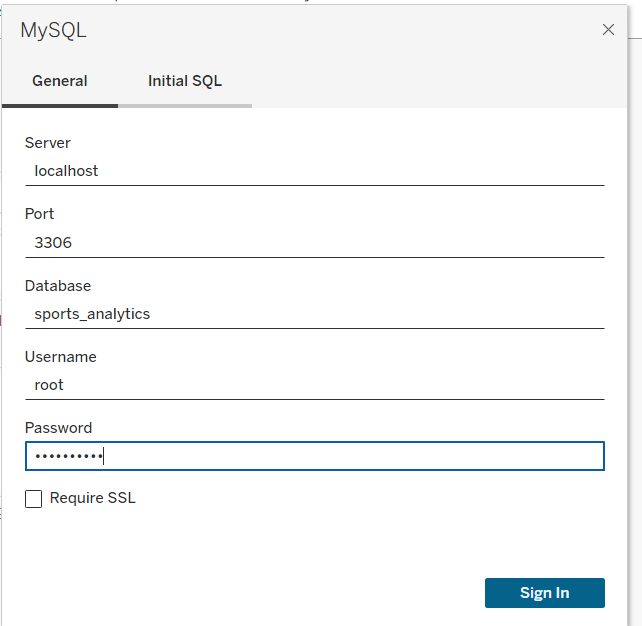 MySQL
General Initial SQL
Server
localhost
Port
3306
Database
sports_analytics
Username
root
Password
••••••••••
Require SSL
Sign In